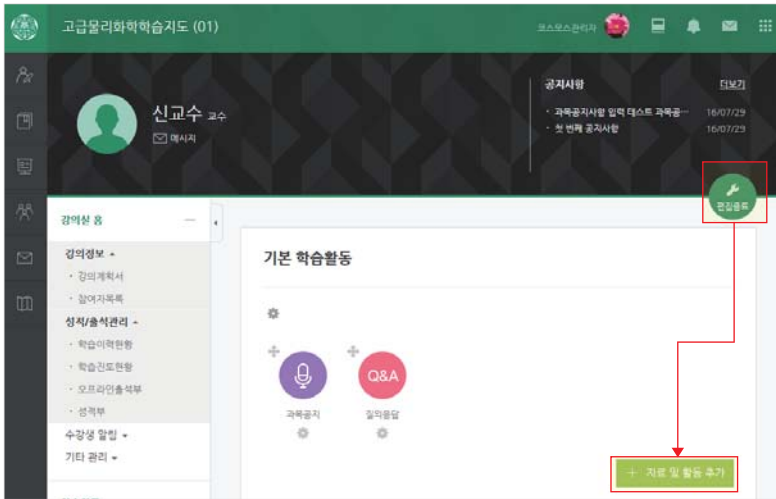 고급물리화학학습지도 (01)
코스모스관리자
신교수 교수
메시지
공지사항
더보기
· 과목공지사항 입력 테스트 과목공…
16/07/29
· 첫 번째 공지사항
16/07/29
편집종료
강의실 홈
강의정보
· 강의계획서
· 참여자목록
성적/출석관리
· 학습이력현황
· 학습진도현황
· 오프라인출석부
· 성적부
수강생 알림
기타 관리
기본 학습활동
Q&A
과목공지
질의응답
+ 자료 및 활동 추가